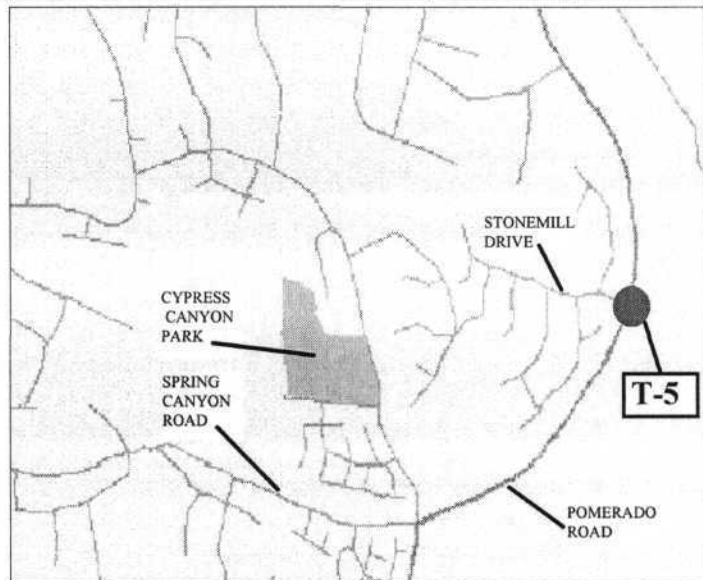 STONEMILL
DRIVE
CYPRESS
CANYON
PARK
SPRING
CANYON
ROAD
T-5
POMERADO
ROAD